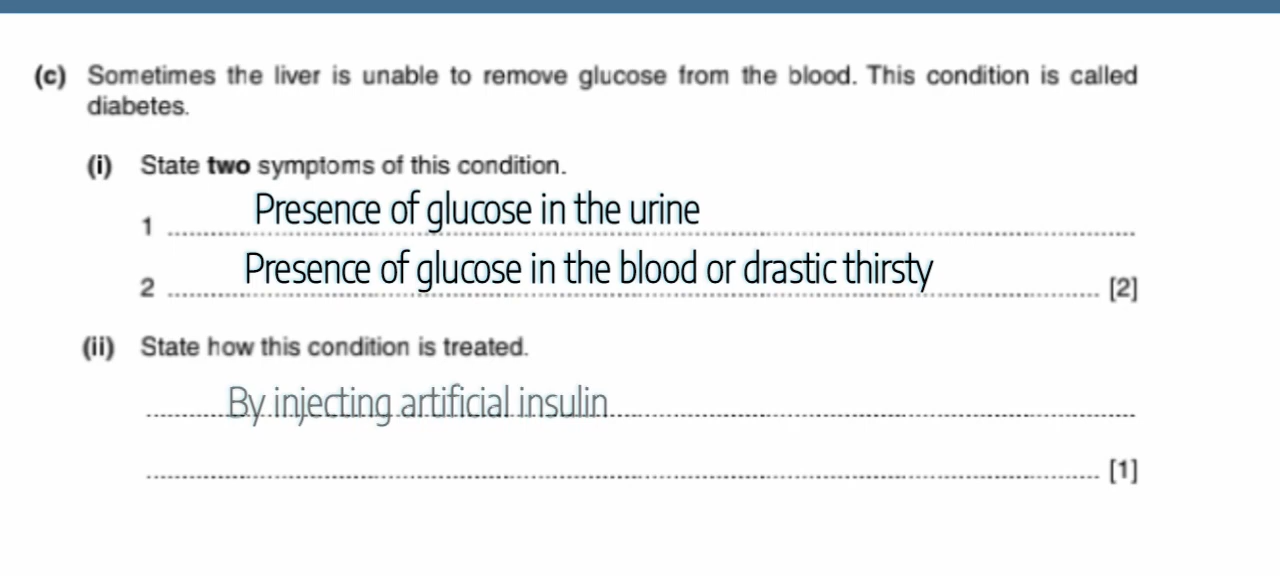 (c) Sometimes the liver is unable to remove glucose from the blood. This condition is called
diabetes.
(i) State two symptoms of this condition.
1 Presence of glucose in the urine
2 Presence of glucose in the blood or drastic thirsty [2]
(ii) State how this condition is treated.
By injecting artificial insulin
[1]